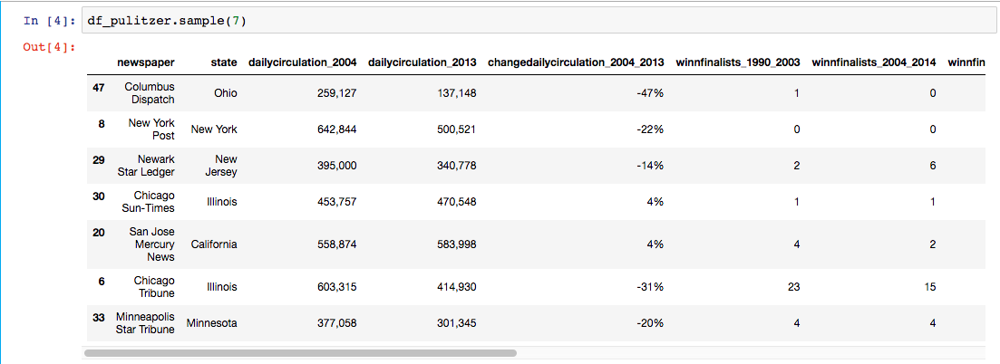 In [4]: df_pulitzer.sample(7)
Out[4]:
newspaper state dailycirculation_2004 dailycirculation_2013 changedailycirculation_2004_2013 winnfinalists_1990_2003 winnfinalists_2004_2014 winnfin
47 Columbus Dispatch Ohio 259,127 137,148 -47% 1 0
8 New York Post New York 642,844 500,521 -22% 0 0
29 Newark Star Ledger New Jersey 395,000 340,778 -14% 2 6
30 Chicago Sun-Times Illinois 453,757 470,548 4% 1 1
20 San Jose Mercury News California 558,874 583,998 4% 4 2
6 Chicago Tribune Illinois 603,315 414,930 -31% 23 15
33 Minneapolis Star Tribune Minnesota 377,058 301,345 -20% 4 4